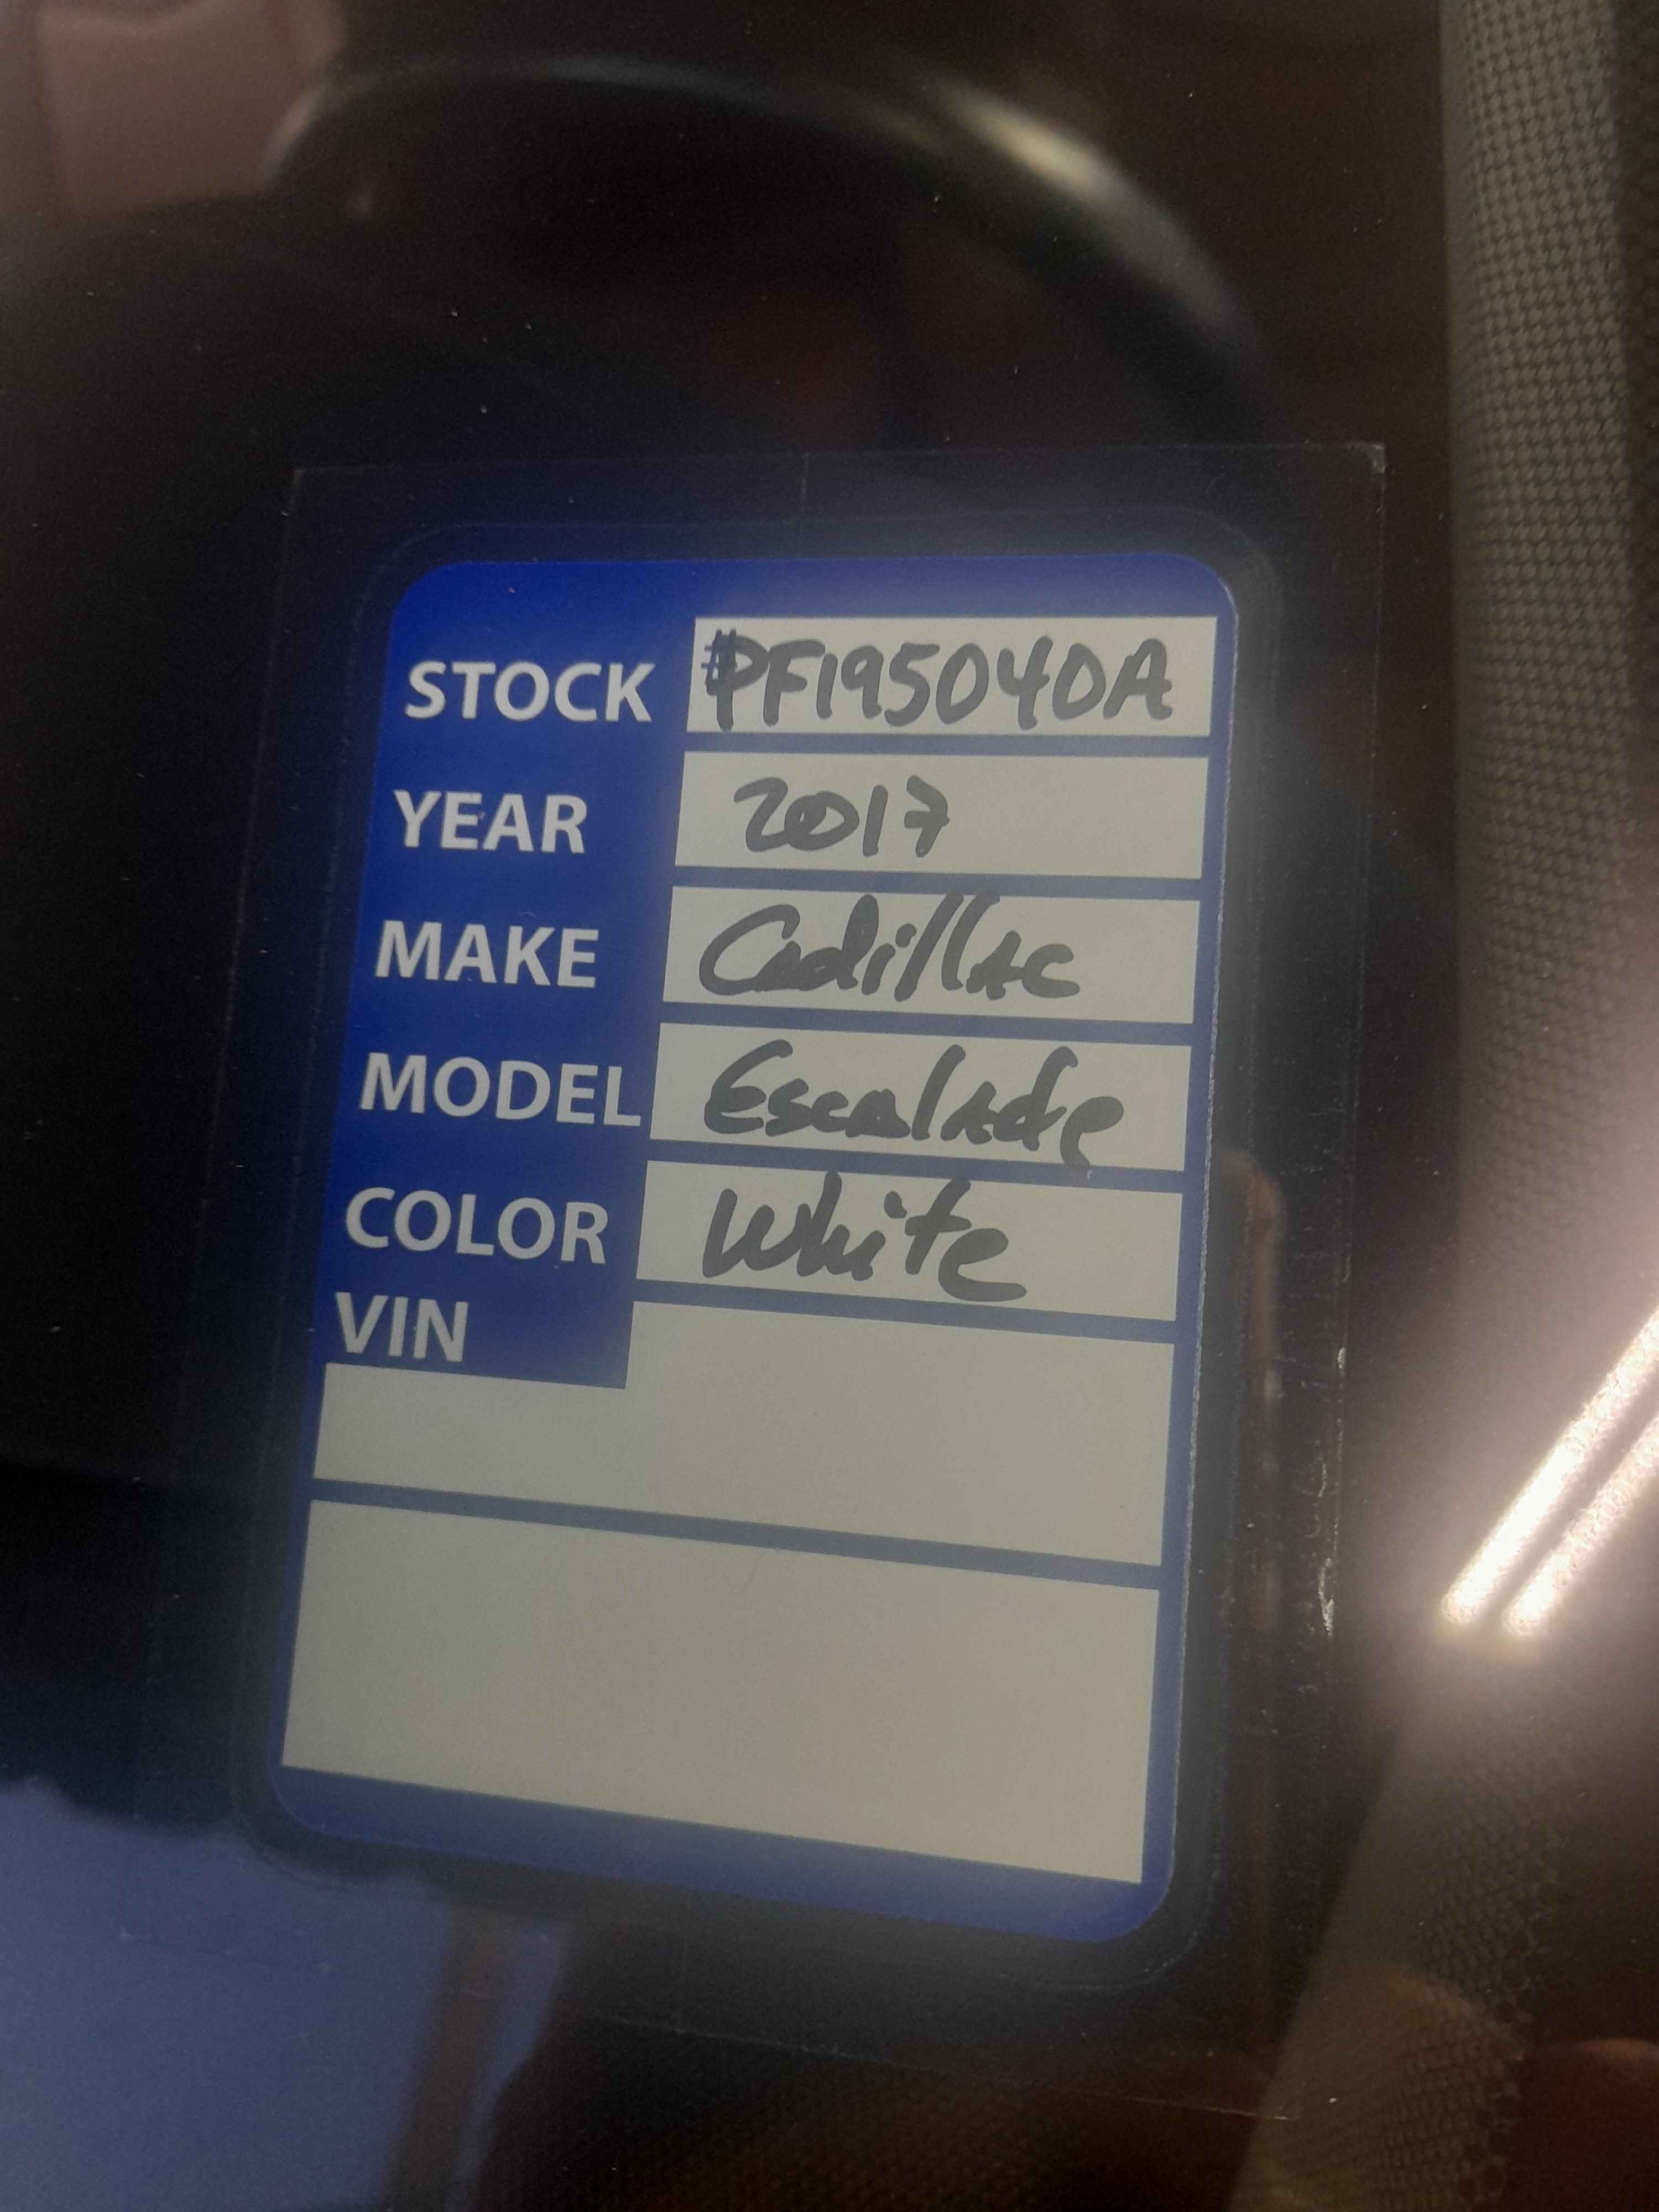 STOCK #PF195040A
YEAR 2017
MAKE Cadillac
MODEL Escalade
COLOR White
VIN